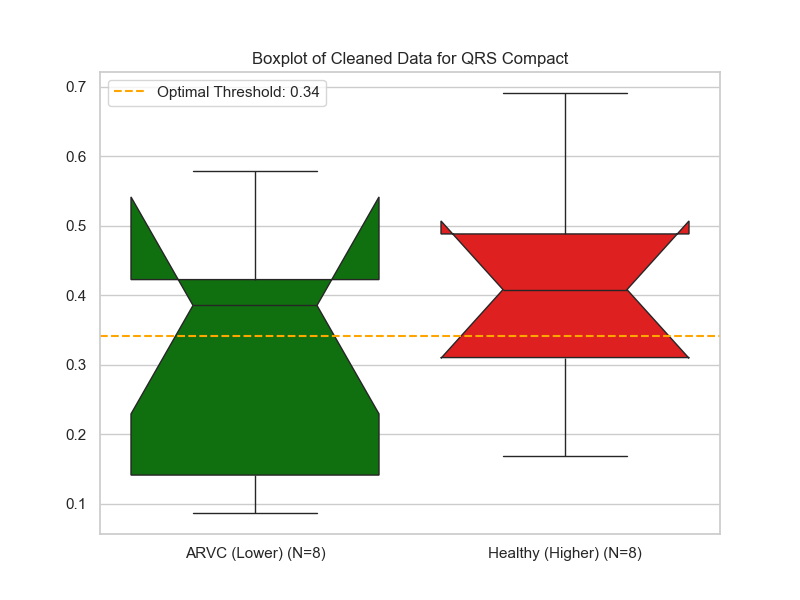 Boxplot of Cleaned Data for QRS Compact
Optimal Threshold: 0.34
0.7
0.6
0.5
0.4
0.3
0.2
0.1
ARVC (Lower) (N=8)
Healthy (Higher) (N=8)